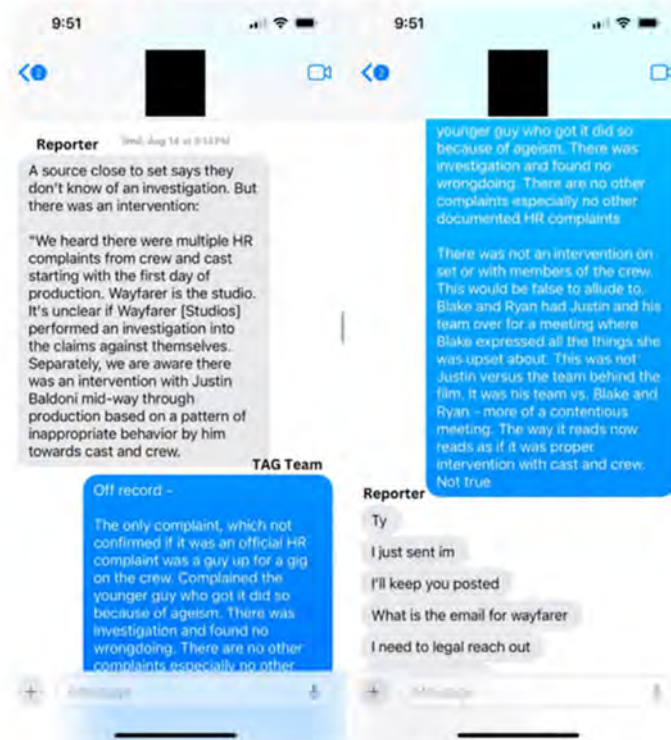 9:51
2
Reporter
Wed, Aug 14 at 9:14 PM
A source close to set says they
don't know of an investigation. But
there was an intervention:
"We heard there were multiple HR
complaints from crew and cast
starting with the first day of
production. Wayfarer is the studio.
It's unclear if Wayfarer [Studios]
performed an investigation into
the claims against themselves.
Separately, we are aware there
was an intervention with Justin
Baldoni mid-way through
production based on a pattern of
inappropriate behavior by him
towards cast and crew.
TAG Team
Off record -
The only complaint, which not
confirmed if it was an official HR
complaint was a guy up for a gig
on the crew. Complained the
younger guy who got it did so
because of ageism. There was
investigation and found no
wrongdoing. There are no other
complaints especially no other
iMessage
9:51
2
younger guy who got it did so
because of ageism. There was
investigation and found no
wrongdoing. There are no other
complaints especially no other
documented HR complaints
There was not an intervention on
set or with members of the crew.
This would be false to allude to.
Blake and Ryan had Justin and his
team over for a meeting where
Blake expressed all the things she
was upset about. This was not
Justin versus the team behind the
film. It was his team vs. Blake and
Ryan - more of a contentious
meeting. The way it reads now
reads as if it was proper
intervention with cast and crew.
Not true
Reporter
Ty
I just sent im
I'll keep you posted
What is the email for wayfarer
I need to legal reach out
iMessage